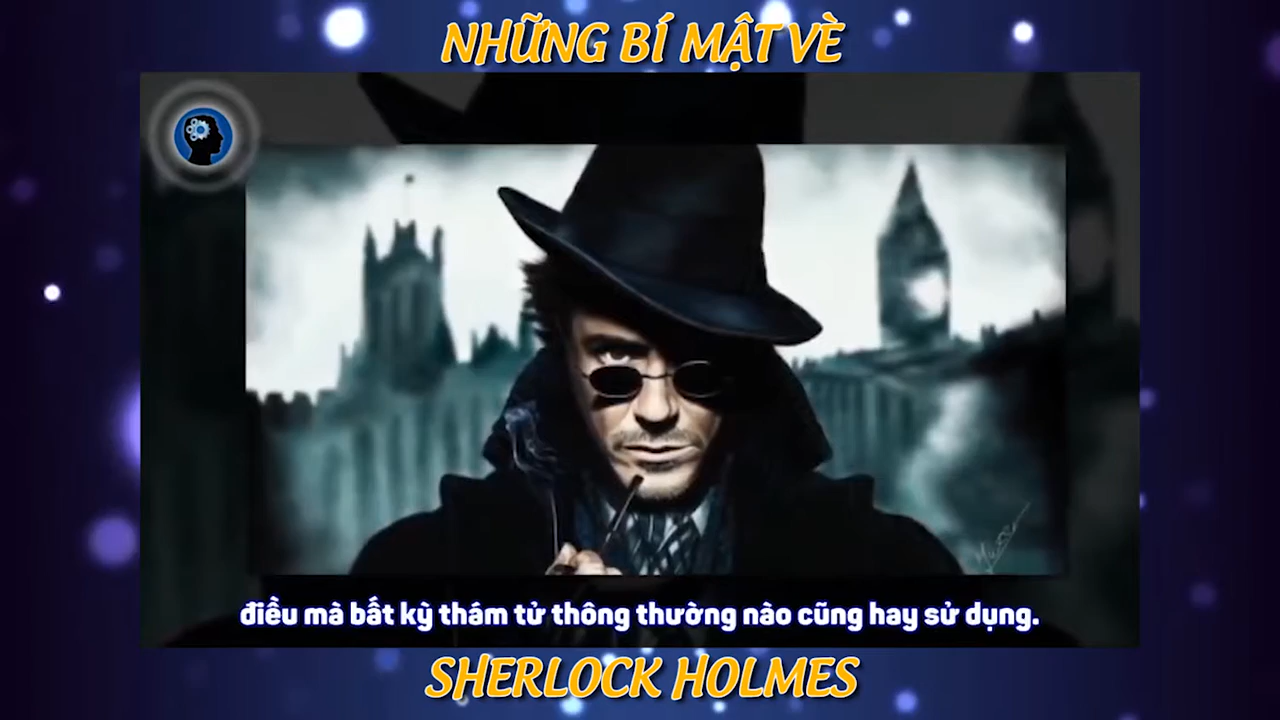 NHỮNG BÍ MẬT VỀ
điều mà bất kỳ thám tử thông thường nào cũng hay sử dụng.
SHERLOCK HOLMES